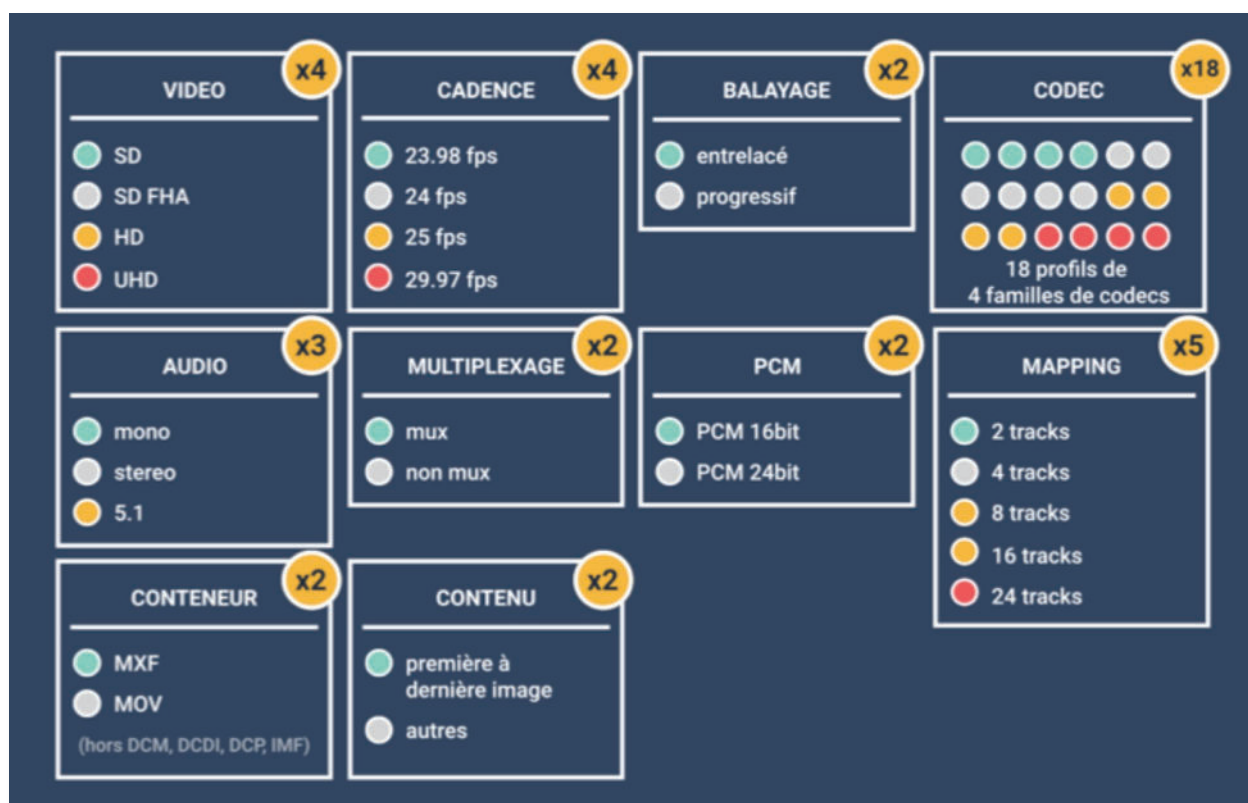 x4
VIDEO
SD
SD FHA
HD
UHD
x4
CADENCE
23.98 fps
24 fps
25 fps
29.97 fps
x2
BALAYAGE
entrelacé
progressif
x18
CODEC
18 profils de
4 familles de codecs
x3
AUDIO
mono
stereo
5.1
x2
MULTIPLEXAGE
mux
non mux
x2
PCM
PCM 16bit
PCM 24bit
x5
MAPPING
2 tracks
4 tracks
8 tracks
16 tracks
24 tracks
x2
CONTENEUR
MXF
MOV
(hors DCM, DCDI, DCP, IMF)
x2
CONTENU
première à
dernière image
autres